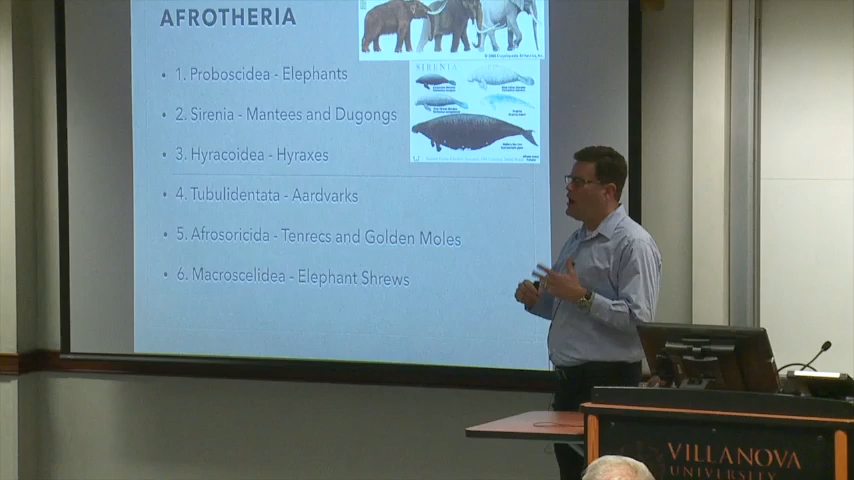 AFROTHERIA
• 1. Proboscidea - Elephants
• 2. Sirenia - Mantees and Dugongs
• 3. Hyracoidea - Hyraxes
• 4. Tubulidentata - Aardvarks
• 5. Afrosoricida - Tenrecs and Golden Moles
• 6. Macroscelidea - Elephant Shrews
SIRENIA
VILLANOVA
UNIVERSITY